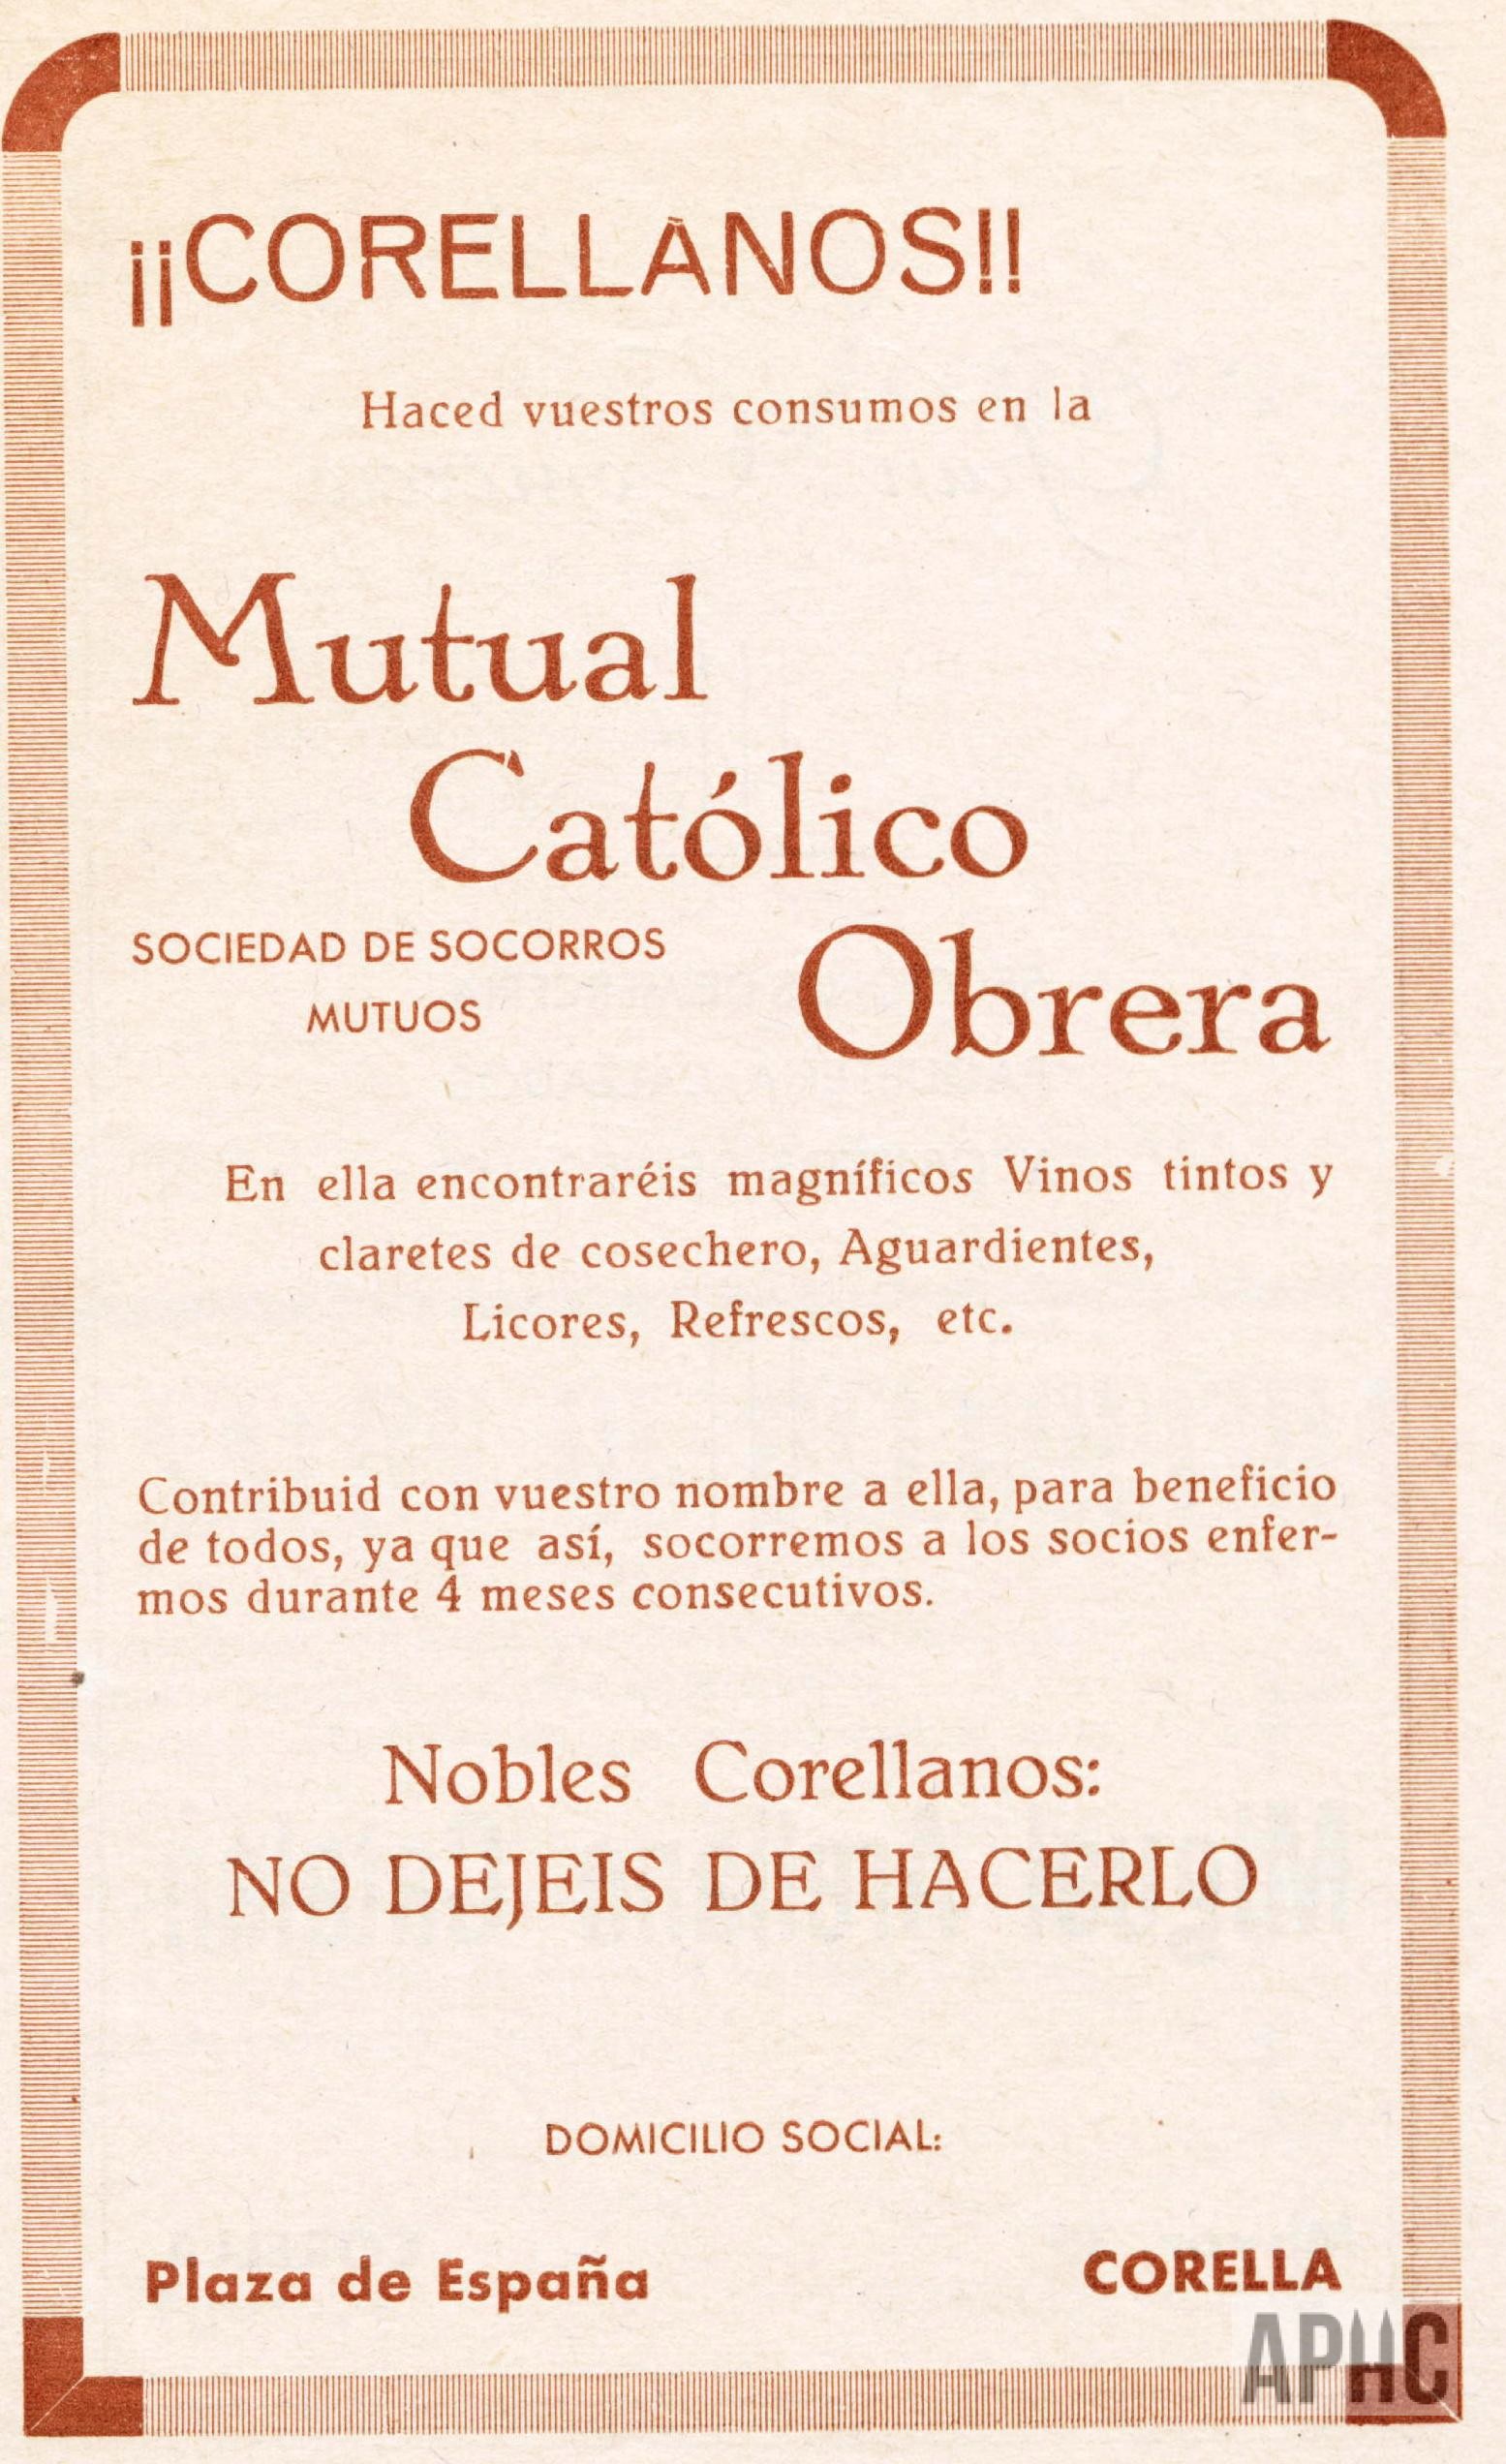 ¡¡CORELLANOS!!
Haced vuestros consumos en la
Mutual
Católico
SOCIEDAD DE SOCORROS
MUTUOS
Obrera
En ella encontraréis magníficos Vinos tintos y
claretes de cosechero, Aguardientes,
Licores, Refrescos, etc.
Contribuid con vuestro nombre a ella, para beneficio
de todos, ya que así, socorremos a los socios enfer-
mos durante 4 meses consecutivos.
Nobles Corellanos:
NO DEJEIS DE HACERLO
DOMICILIO SOCIAL:
Plaza de España
CORELLA
APHC